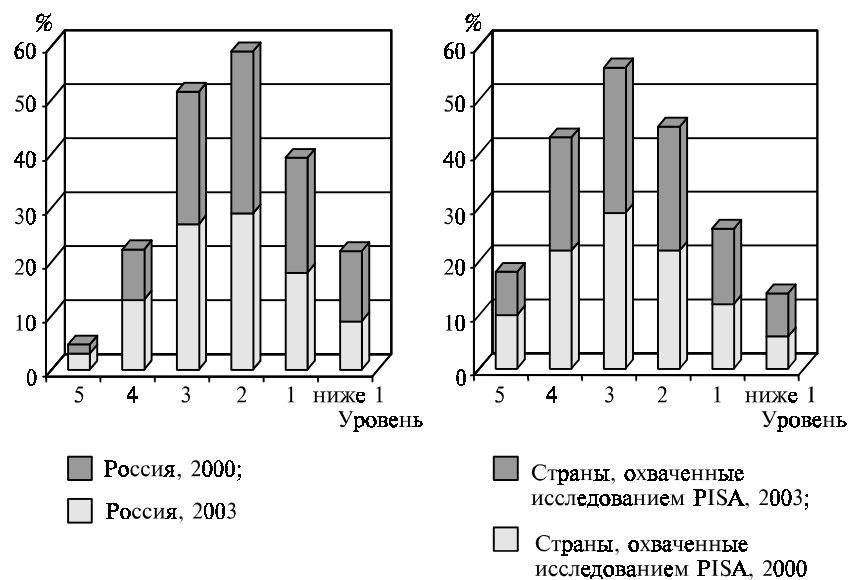 %
60
50
40
30
20
10
0
5 4 3 2 1 ниже 1
Уровень
Россия, 2000;
Россия, 2003
%
60
50
40
30
20
10
0
5 4 3 2 1 ниже 1
Уровень
Страны, охваченные
исследованием PISA, 2003;
Страны, охваченные
исследованием PISA, 2000